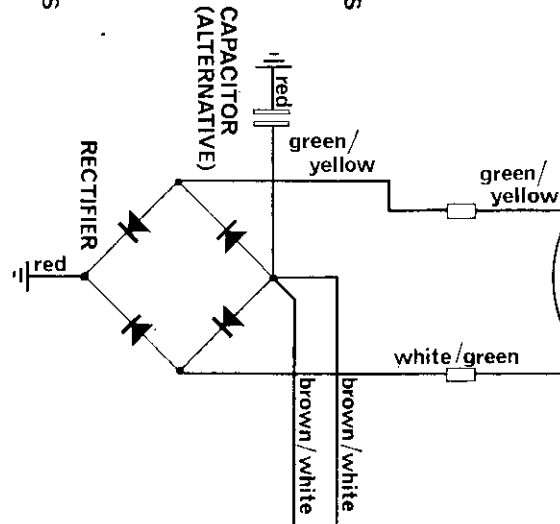 S
S
CAPACITOR
(ALTERNATIVE)
red
green/
yellow
green/
yellow
RECTIFIER
red
white/green
brown/white
brown/white